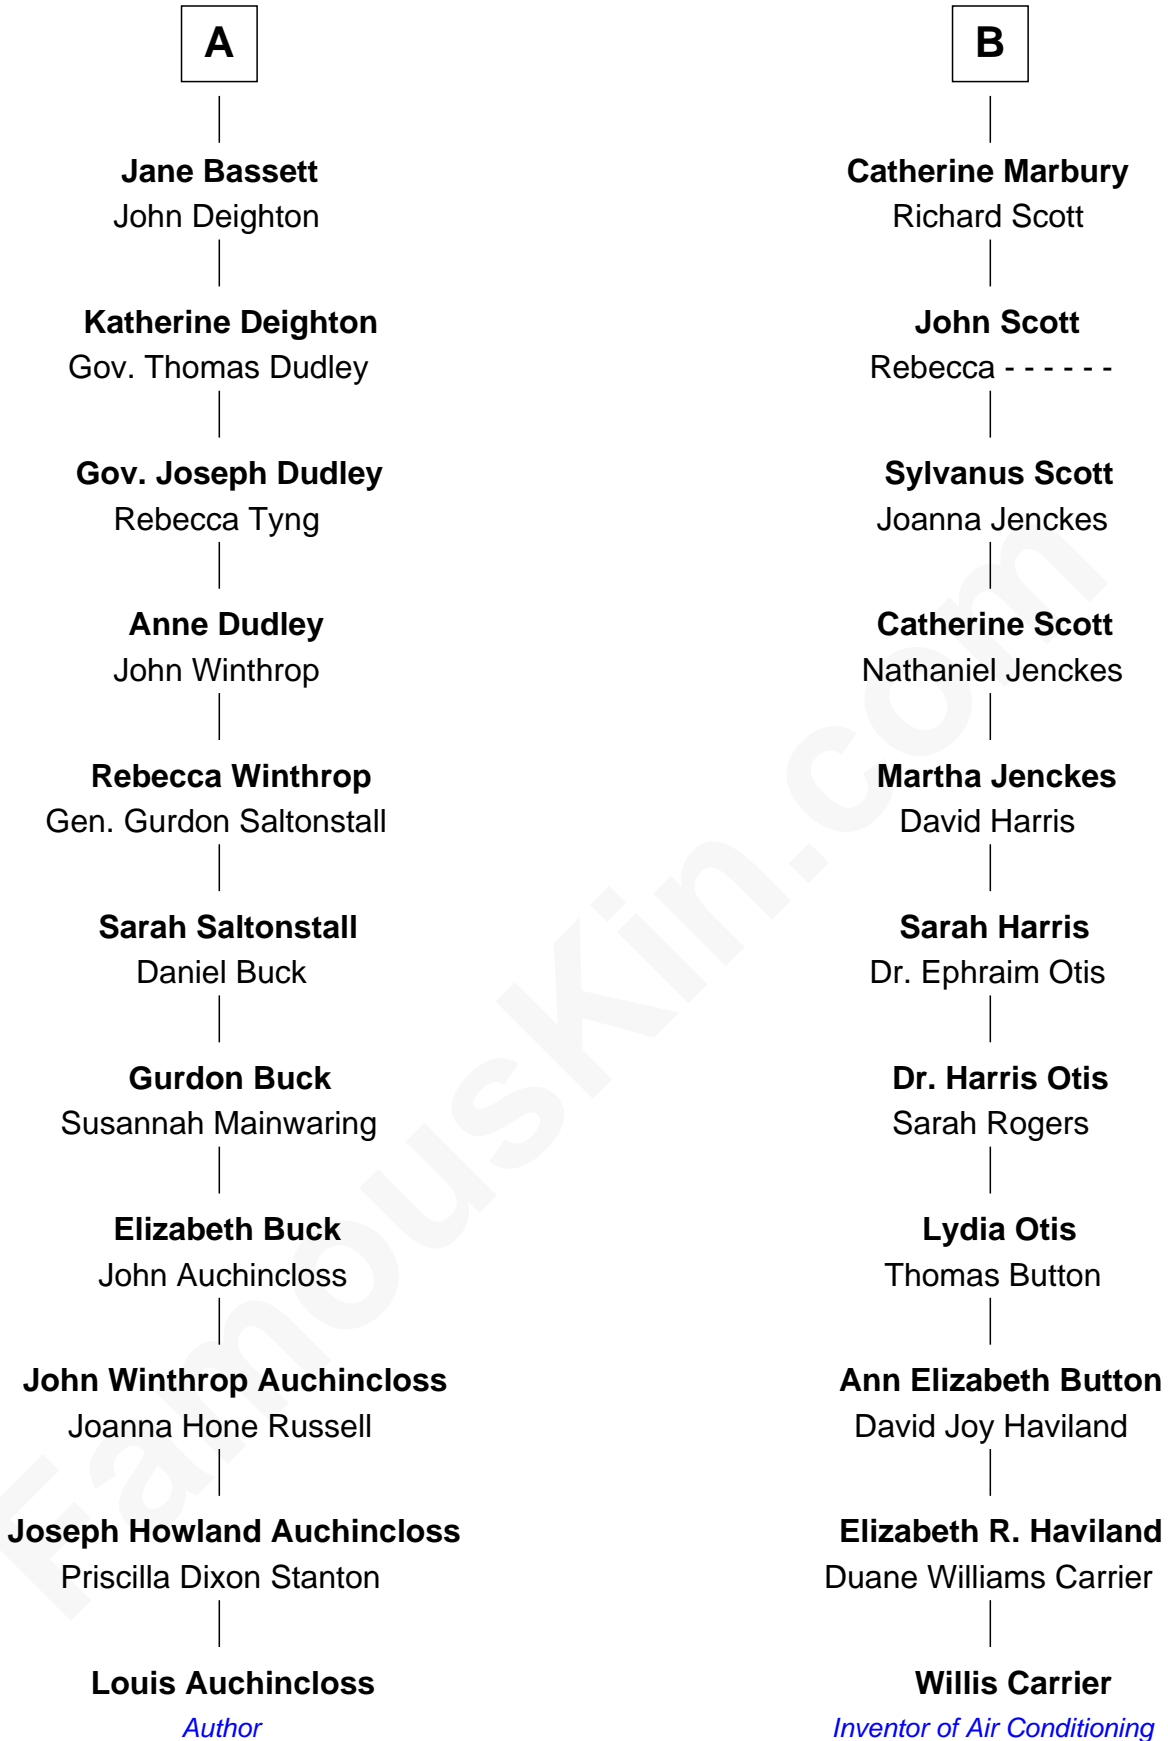 A
Jane Bassett
John Deighton
Katherine Deighton
Gov. Thomas Dudley
Gov. Joseph Dudley
Rebecca Tyng
Anne Dudley
John Winthrop
Rebecca Winthrop
Gen. Gurdon Saltonstall
Sarah Saltonstall
Daniel Buck
Gurdon Buck
Susannah Mainwaring
Elizabeth Buck
John Auchincloss
John Winthrop Auchincloss
Joanna Hone Russell
Joseph Howland Auchincloss
Priscilla Dixon Stanton
Louis Auchincloss
Author
B
Catherine Marbury
Richard Scott
John Scott
Rebecca - - - - - -
Sylvanus Scott
Joanna Jenckes
Catherine Scott
Nathaniel Jenckes
Martha Jenckes
David Harris
Sarah Harris
Dr. Ephraim Otis
Dr. Harris Otis
Sarah Rogers
Lydia Otis
Thomas Button
Ann Elizabeth Button
David Joy Haviland
Elizabeth R. Haviland
Duane Williams Carrier
Willis Carrier
Inventor of Air Conditioning
FamousKin.com